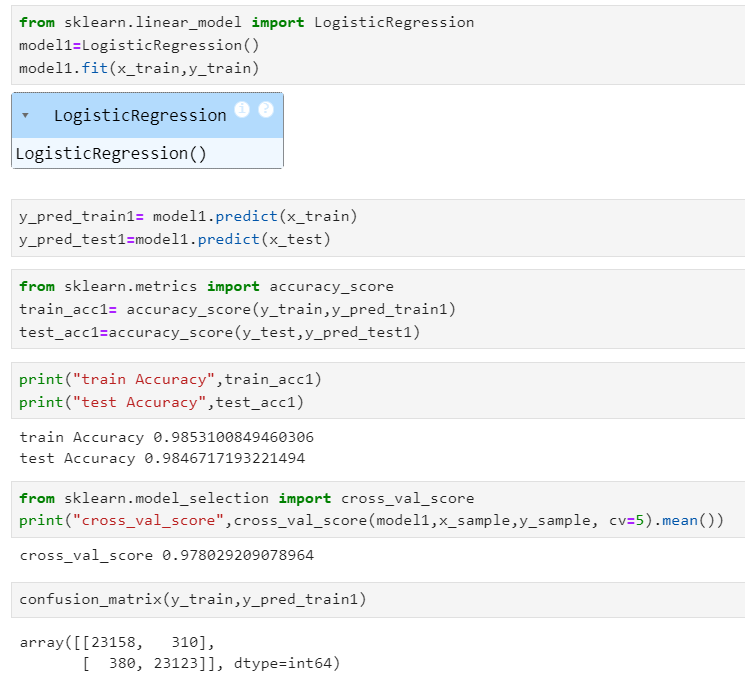 from sklearn.linear_model import LogisticRegression
model1=LogisticRegression()
model1.fit(x_train,y_train)
▾ LogisticRegression i ?
LogisticRegression()
y_pred_train1= model1.predict(x_train)
y_pred_test1=model1.predict(x_test)
from sklearn.metrics import accuracy_score
train_acc1= accuracy_score(y_train,y_pred_train1)
test_acc1=accuracy_score(y_test,y_pred_test1)
print("train Accuracy",train_acc1)
print("test Accuracy",test_acc1)
train Accuracy 0.9853100849460306
test Accuracy 0.9846717193221494
from sklearn.model_selection import cross_val_score
print("cross_val_score",cross_val_score(model1,x_sample,y_sample, cv=5).mean())
cross_val_score 0.978029209078964
confusion_matrix(y_train,y_pred_train1)
array([[23158,   310],
       [  380, 23123]], dtype=int64)